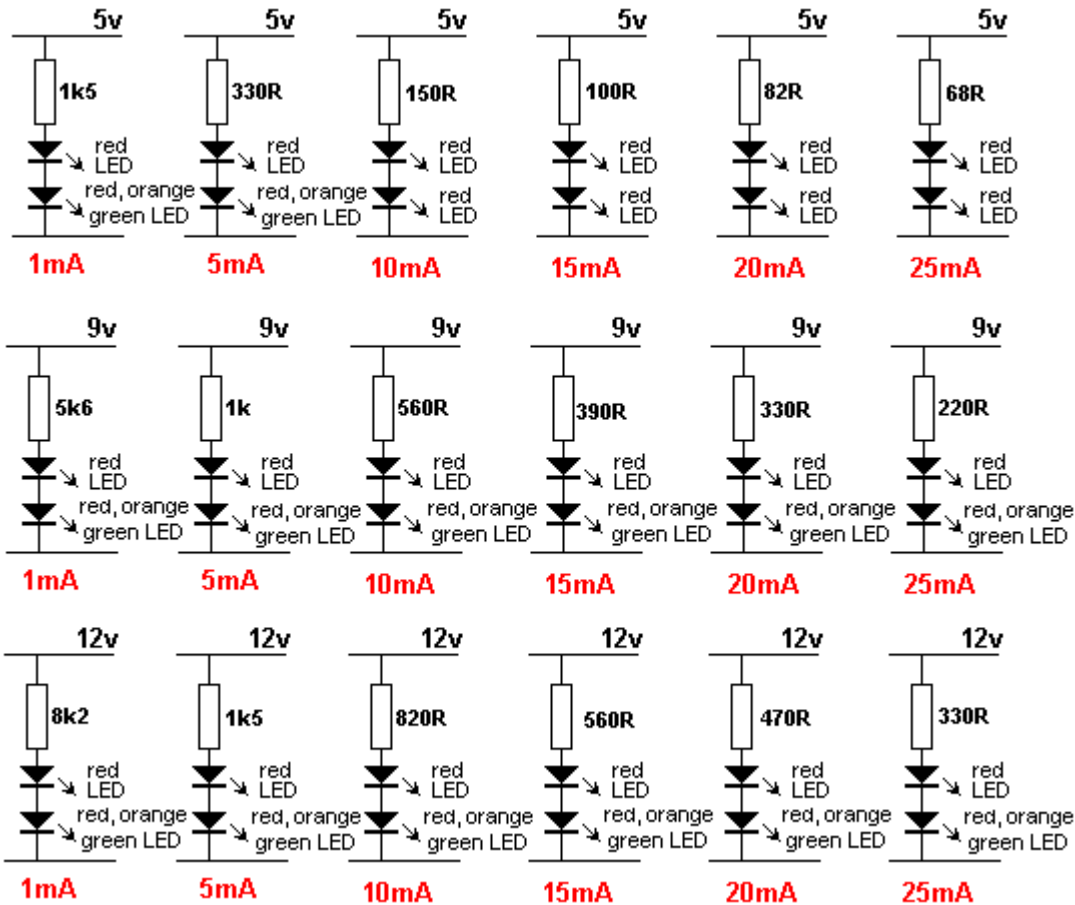 5v 5v 5v 5v 5v 5v
1k5 330R 150R 100R 82R 68R
red red red red red red
LED LED LED LED LED LED
red, orange red, orange red red red red
green LED green LED LED LED LED LED
1mA 5mA 10mA 15mA 20mA 25mA
9v 9v 9v 9v 9v 9v
5k6 1k 560R 390R 330R 220R
red red red red red red
LED LED LED LED LED LED
red, orange red, orange red, orange red, orange red, orange red, orange
green LED green LED green LED green LED green LED green LED
1mA 5mA 10mA 15mA 20mA 25mA
12v 12v 12v 12v 12v 12v
8k2 1k5 820R 560R 470R 330R
red red red red red red
LED LED LED LED LED LED
red, orange red, orange red, orange red, orange red, orange red, orange
green LED green LED green LED green LED green LED green LED
1mA 5mA 10mA 15mA 20mA 25mA